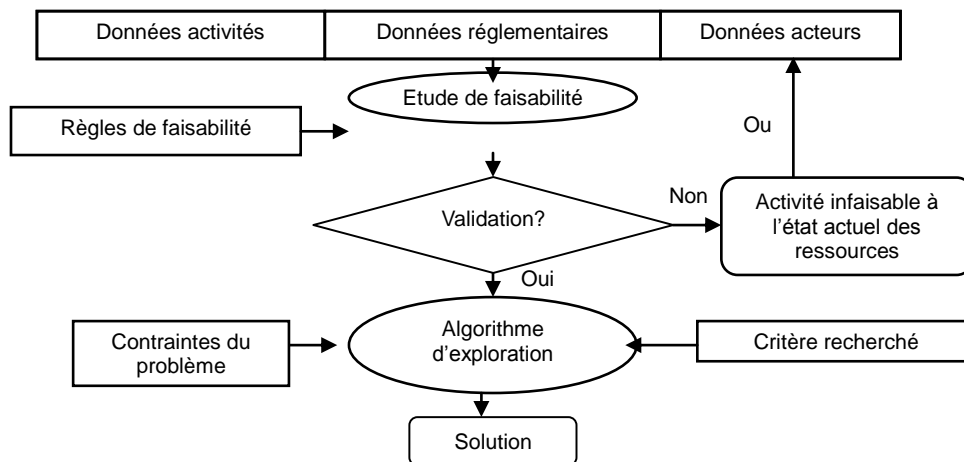 Données activités
Données réglementaires
Données acteurs
Etude de faisabilité
Règles de faisabilité
Ou
Non
Activité infaisable à
l'état actuel des
ressources
Validation?
Oui
Contraintes du
problème
Algorithme
d'exploration
Critère recherché
Solution